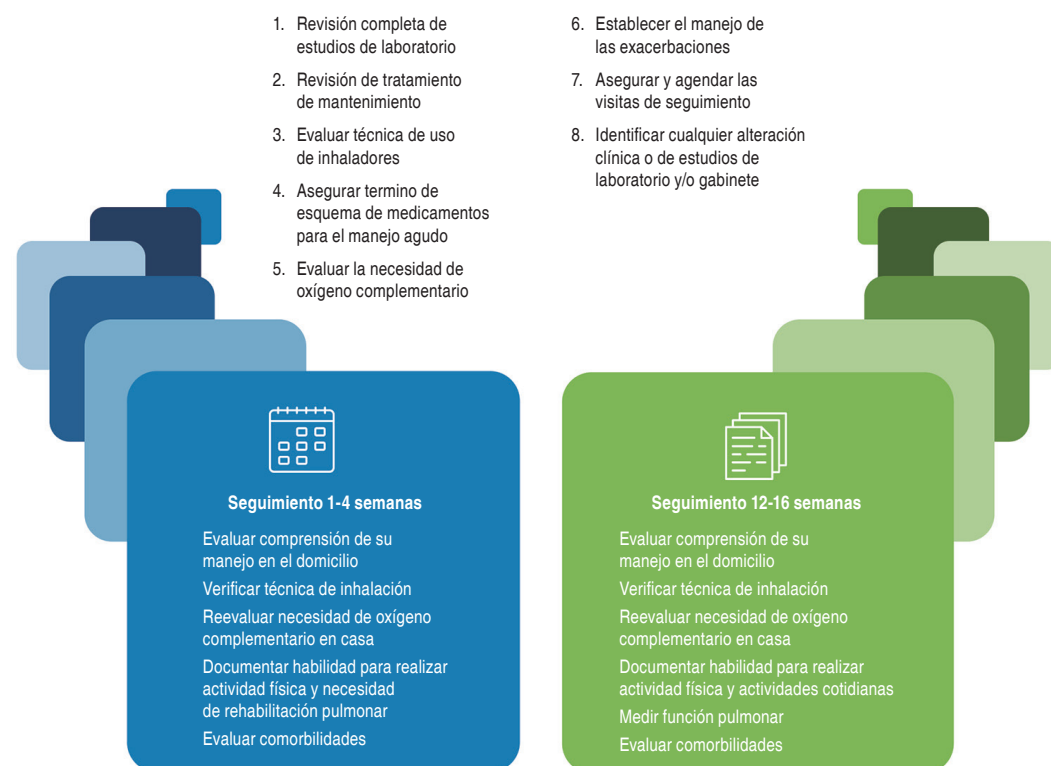 1. Revisión completa de
estudios de laboratorio
2. Revisión de tratamiento
de mantenimiento
3. Evaluar técnica de uso
de inhaladores
4. Asegurar termino de
esquema de medicamentos
para el manejo agudo
5. Evaluar la necesidad de
oxígeno complementario
6. Establecer el manejo de
las exacerbaciones
7. Asegurar y agendar las
visitas de seguimiento
8. Identificar cualquier alteración
clínica o de estudios de
laboratorio y/o gabinete
Seguimiento 1-4 semanas
Evaluar comprensión de su
manejo en el domicilio
Verificar técnica de inhalación
Reevaluar necesidad de oxígeno
complementario en casa
Documentar habilidad para realizar
actividad física y necesidad
de rehabilitación pulmonar
Evaluar comorbilidades
Seguimiento 12-16 semanas
Evaluar comprensión de su
manejo en el domicilio
Verificar técnica de inhalación
Reevaluar necesidad de oxígeno
complementario en casa
Documentar habilidad para realizar
actividad física y actividades cotidianas
Medir función pulmonar
Evaluar comorbilidades